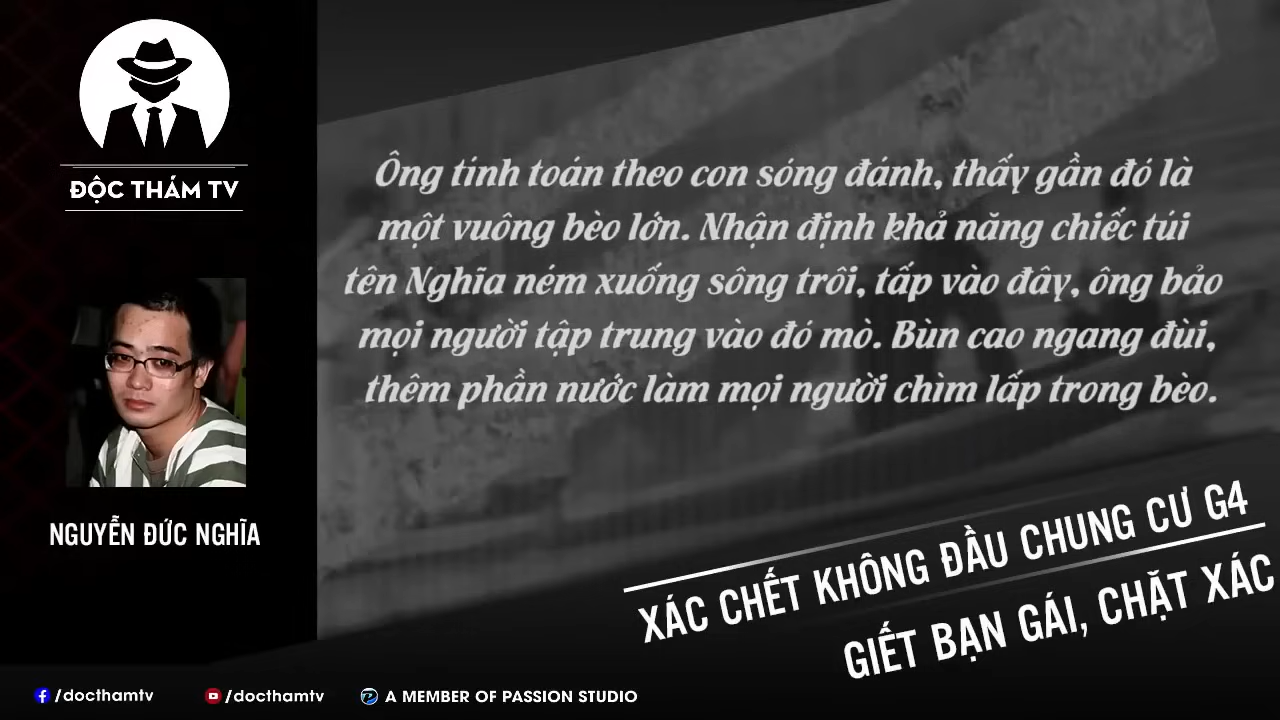 ĐỘC THÁM TV
NGUYỄN ĐỨC NGHĨA
Ông tính toán theo con sóng đánh, thấy gần đó là
một vuông bèo lớn. Nhận định khả năng chiếc túi
tên Nghĩa ném xuống sông trôi, tấp vào đây, ông bảo
mọi người tập trung vào đó mò. Bùn cao ngang đùi,
thêm phần nước làm mọi người chìm lấp trong bèo.
XÁC CHẾT KHÔNG ĐẦU CHUNG CƯ G4
GIẾT BẠN GÁI, CHẶT XÁC
/docthamtv
/docthamtv
A MEMBER OF PASSION STUDIO